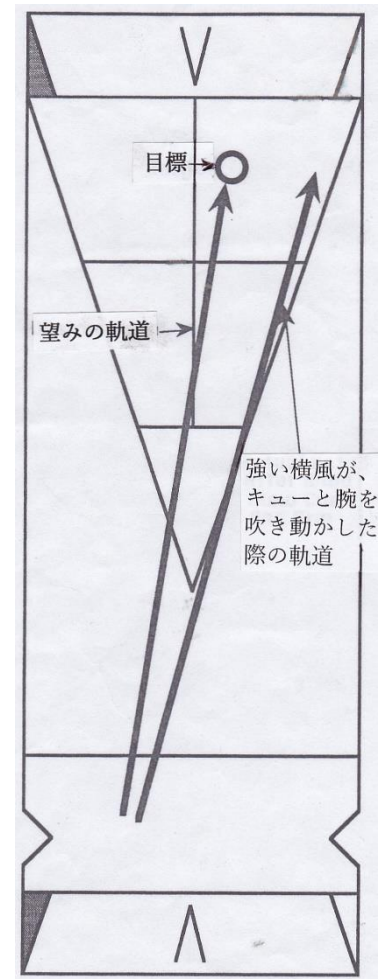 目標
望みの軌道
強い横風が、
キューと腕を
吹き動かした
際の軌道